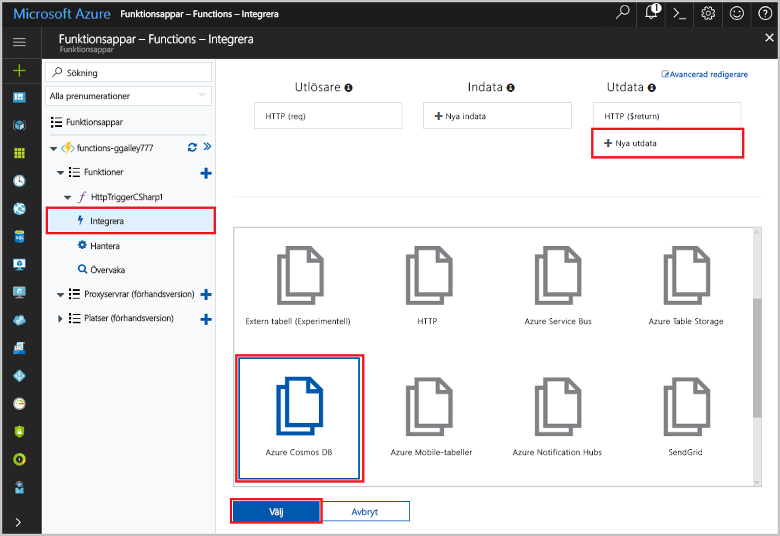 Microsoft Azure Funktionsappar – Functions – Integrera
Funktionsappar – Functions – Integrera
Funktionsappar
Sökning
Alla prenumerationer
Funktionsappar
functions-ggailey777
Funktioner
HttpTriggerCSharp1
Integrera
Hantera
Övervaka
Proxyservrar (förhandsversion)
Platser (förhandsversion)
Avancerad redigerare
Utlösare
HTTP (req)
Indata
Nya indata
Utdata
HTTP ($return)
Nya utdata
Extern tabell (Experimentell)
HTTP
Azure Service Bus
Azure Table Storage
Azure Cosmos DB
Azure Mobile-tabeller
Azure Notification Hubs
SendGrid
Välj
Avbryt